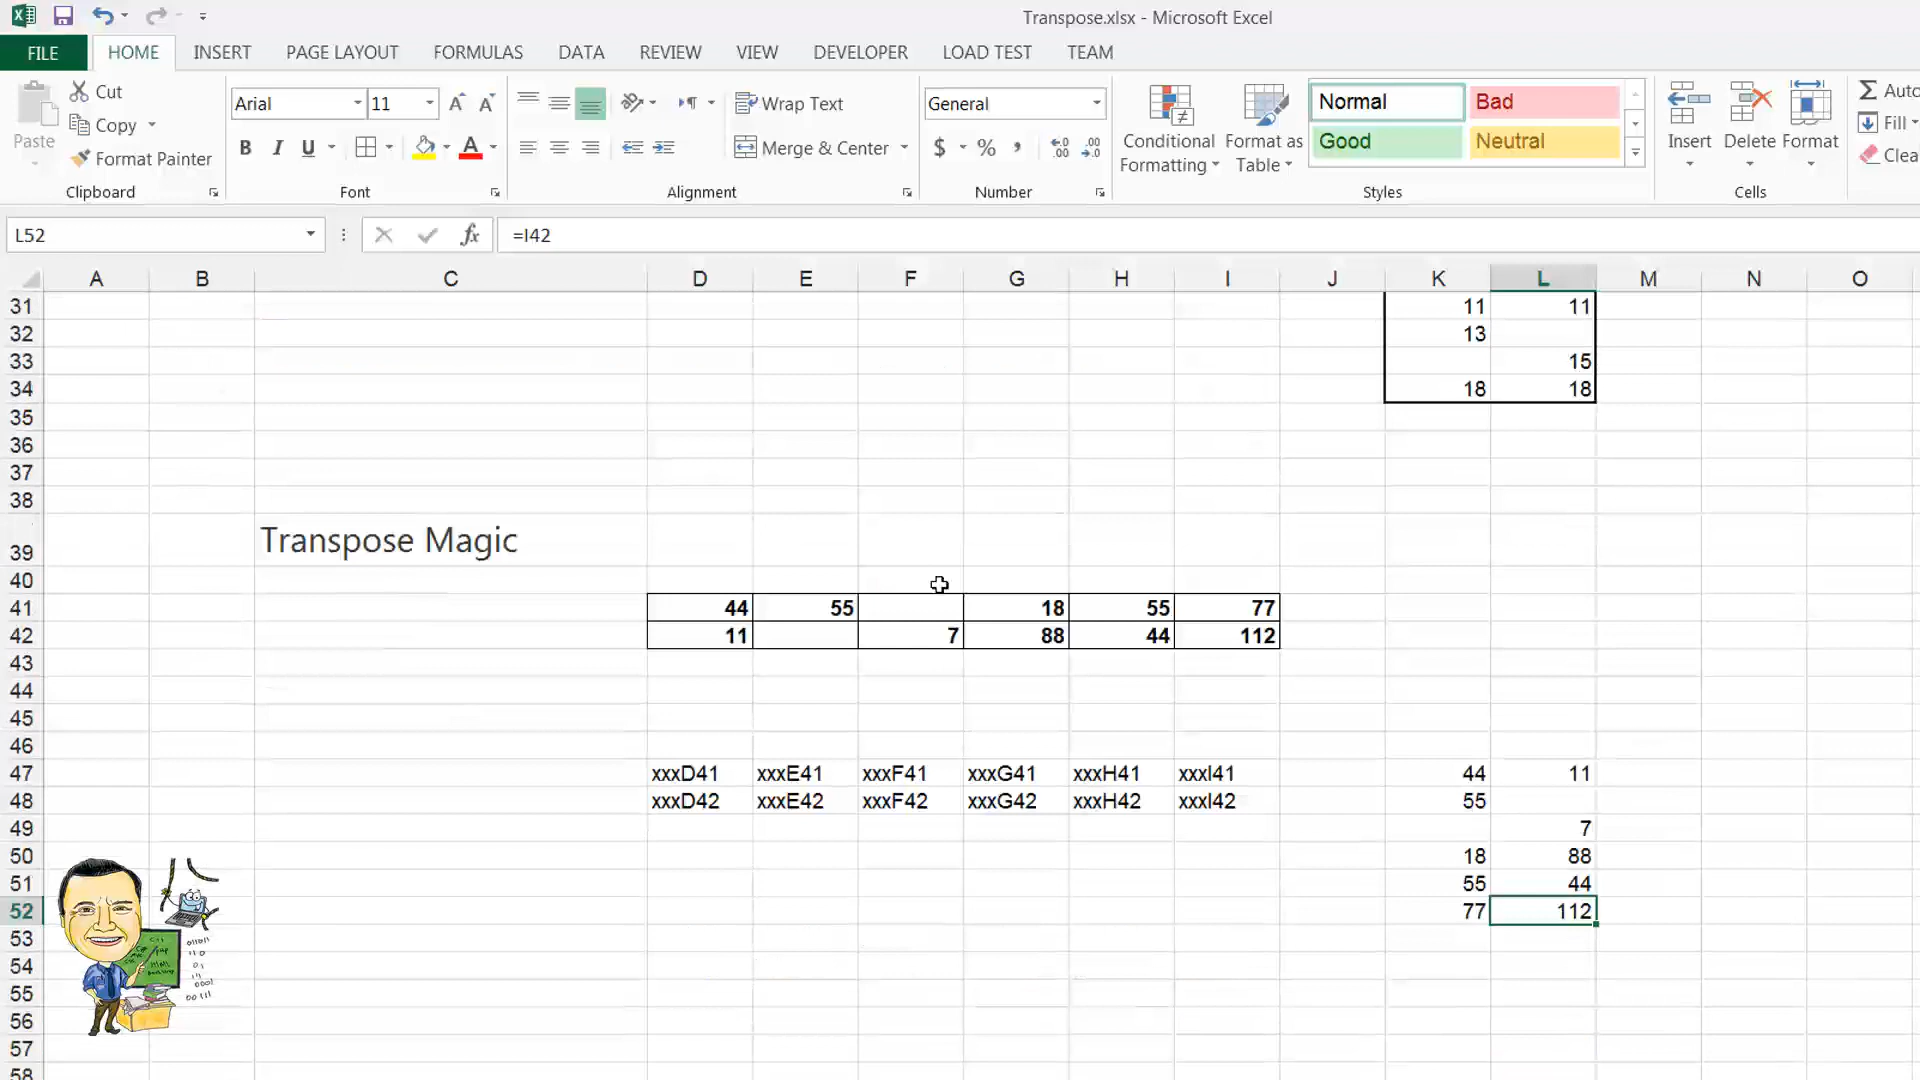 Transpose.xlsx - Microsoft Excel
FILE HOME INSERT PAGE LAYOUT FORMULAS DATA REVIEW VIEW DEVELOPER LOAD TEST TEAM
Paste
Cut
Copy
Format Painter
Clipboard
Arial 11
B I U A
Font
Wrap Text
Merge & Center
Alignment
General
$ % ,
Number
Conditional Formatting
Format as Table
Normal Bad
Good Neutral
Styles
Insert Delete Format
Cells
Auto
Fill
Clea
L52 fx =I42
A B C D E F G H I J K L M N O
31 11 11
32 13
33 15
34 18 18
35
36
37
38
39 Transpose Magic
40
41 44 55 18 55 77
42 11 7 88 44 112
43
44
45
46
47 xxxD41 xxxE41 xxxF41 xxxG41 xxxH41 xxxI41 44 11
48 xxxD42 xxxE42 xxxF42 xxxG42 xxxH42 xxxI42 55
49 7
50 18 88
51 55 44
52 77 112
53
54
55
56
57
58